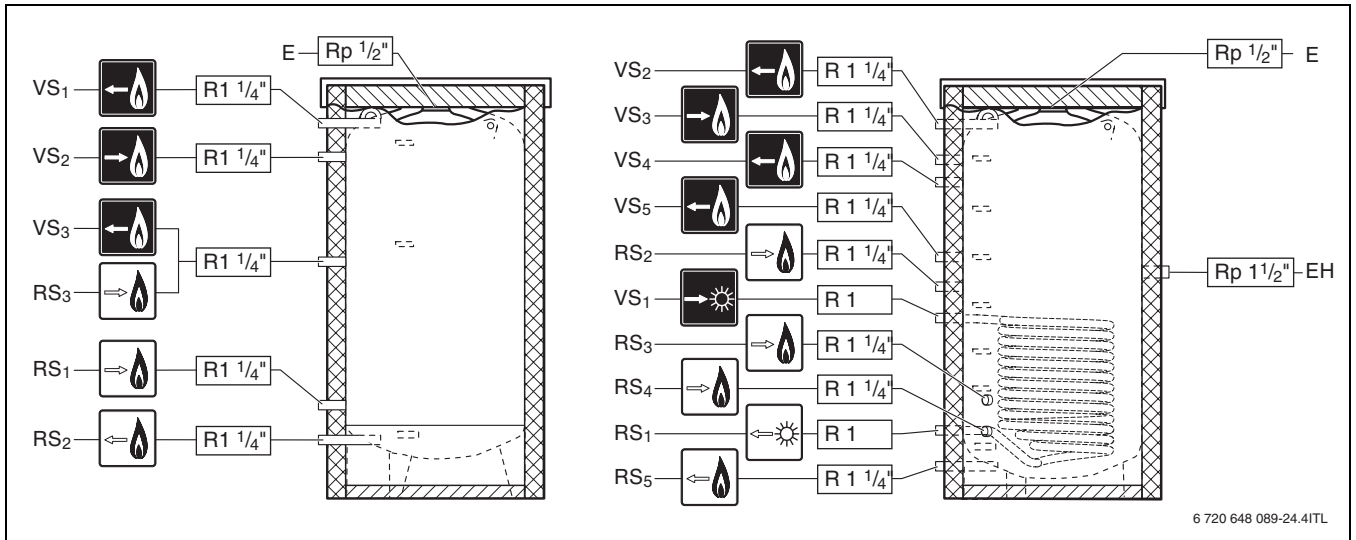 E Rp 1/2"
VS1 R1 1/4"
VS2 R1 1/4"
VS3
R1 1/4"
RS3
RS1 R1 1/4"
RS2 R1 1/4"
VS2 R 1 1/4"
Rp 1/2" E
VS3 R 1 1/4"
VS4 R 1 1/4"
VS5 R 1 1/4"
RS2 R 1 1/4"
Rp 1 1/2" EH
VS1 R 1
RS3 R 1 1/4"
RS4 R 1 1/4"
RS1 R 1
RS5 R 1 1/4"
6 720 648 089-24.4ITL